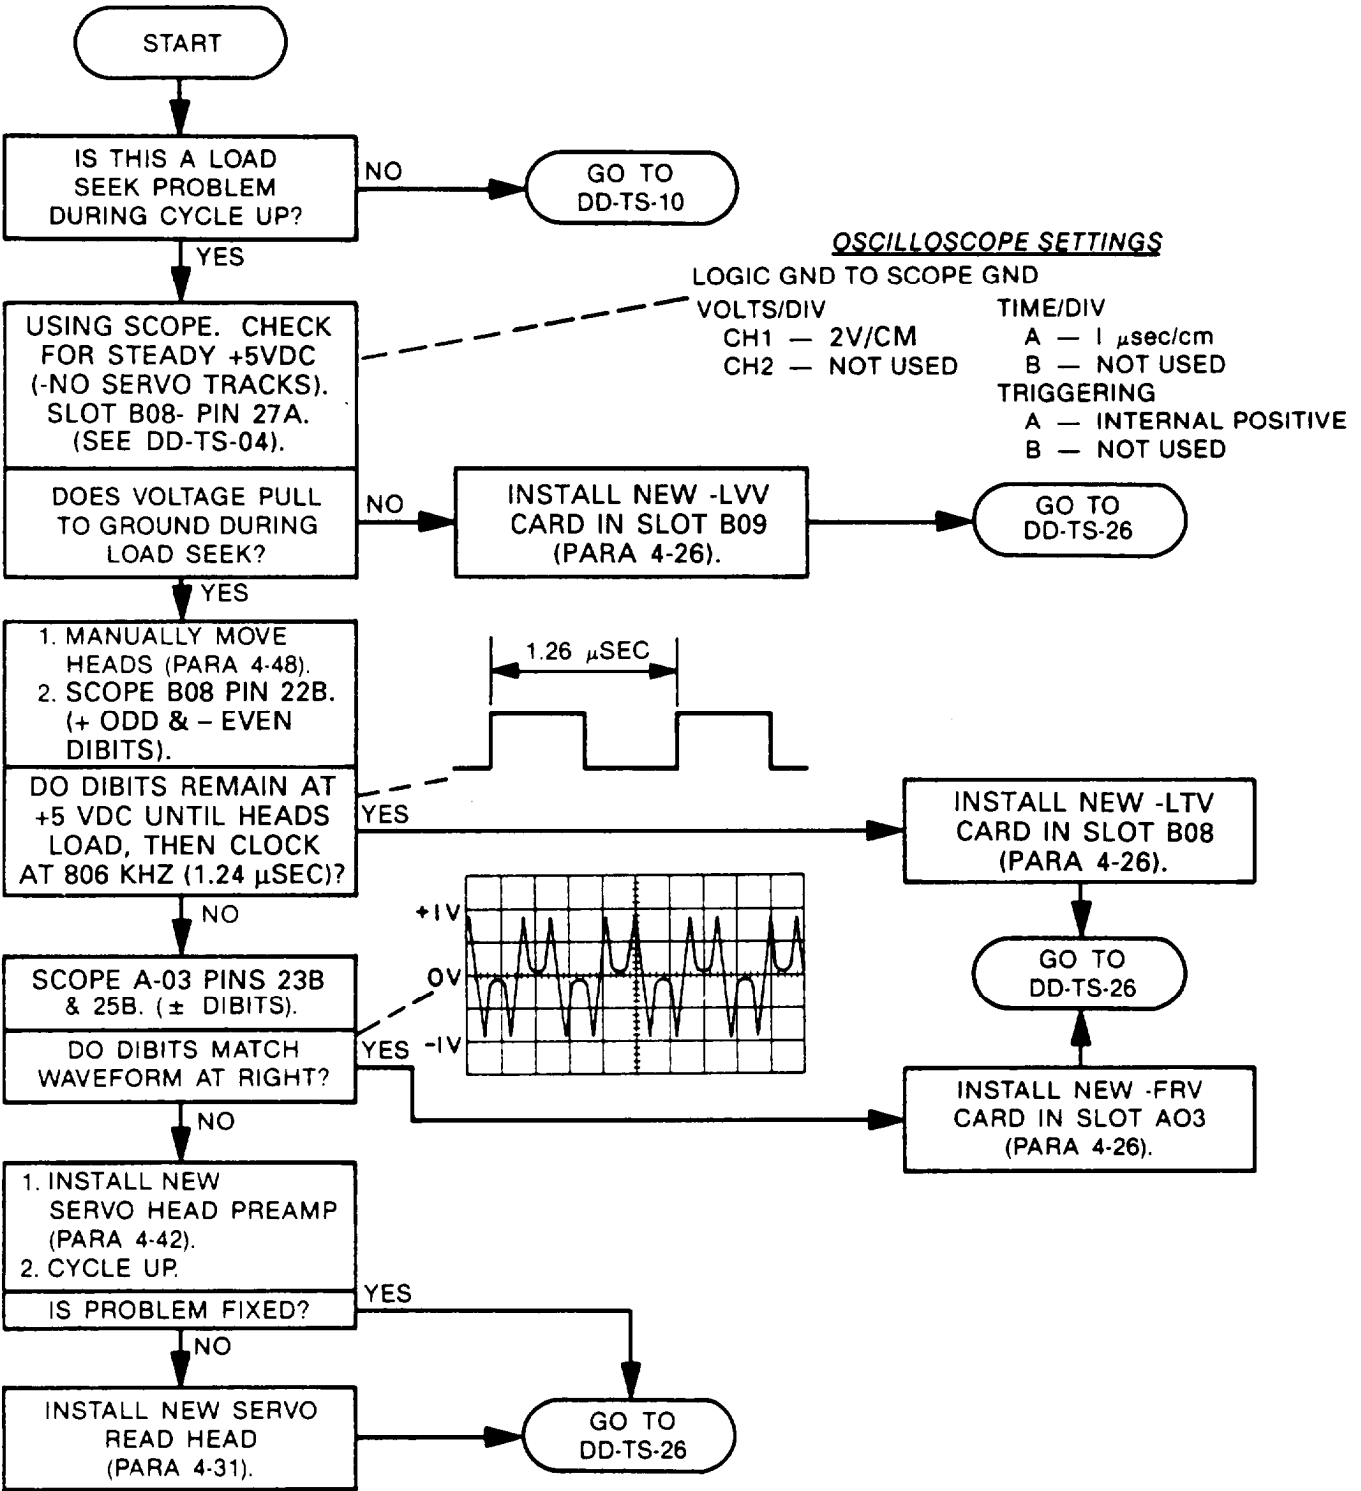 START
IS THIS A LOAD
SEEK PROBLEM
DURING CYCLE UP?
NO
GO TO
DD-TS-10
YES
OSCILLOSCOPE SETTINGS
LOGIC GND TO SCOPE GND
VOLTS/DIV
CH1 — 2V/CM
CH2 — NOT USED
TIME/DIV
A — I µsec/cm
B — NOT USED
TRIGGERING
A — INTERNAL POSITIVE
B — NOT USED
USING SCOPE. CHECK
FOR STEADY +5VDC
(-NO SERVO TRACKS).
SLOT B08- PIN 27A.
(SEE DD-TS-04).
DOES VOLTAGE PULL
TO GROUND DURING
LOAD SEEK?
NO
INSTALL NEW -LVV
CARD IN SLOT B09
(PARA 4-26).
GO TO
DD-TS-26
YES
1. MANUALLY MOVE
HEADS (PARA 4-48).
2. SCOPE B08 PIN 22B.
(+ ODD & – EVEN
DIBITS).
1.26 µSEC
DO DIBITS REMAIN AT
+5 VDC UNTIL HEADS
LOAD, THEN CLOCK
AT 806 KHZ (1.24 µSEC)?
YES
INSTALL NEW -LTV
CARD IN SLOT B08
(PARA 4-26).
NO
+IV
0V
-IV
GO TO
DD-TS-26
SCOPE A-03 PINS 23B
& 25B. (± DIBITS).
DO DIBITS MATCH
WAVEFORM AT RIGHT?
YES
INSTALL NEW -FRV
CARD IN SLOT AO3
(PARA 4-26).
NO
1. INSTALL NEW
SERVO HEAD PREAMP
(PARA 4-42).
2. CYCLE UP.
IS PROBLEM FIXED?
YES
NO
INSTALL NEW SERVO
READ HEAD
(PARA 4-31).
GO TO
DD-TS-26